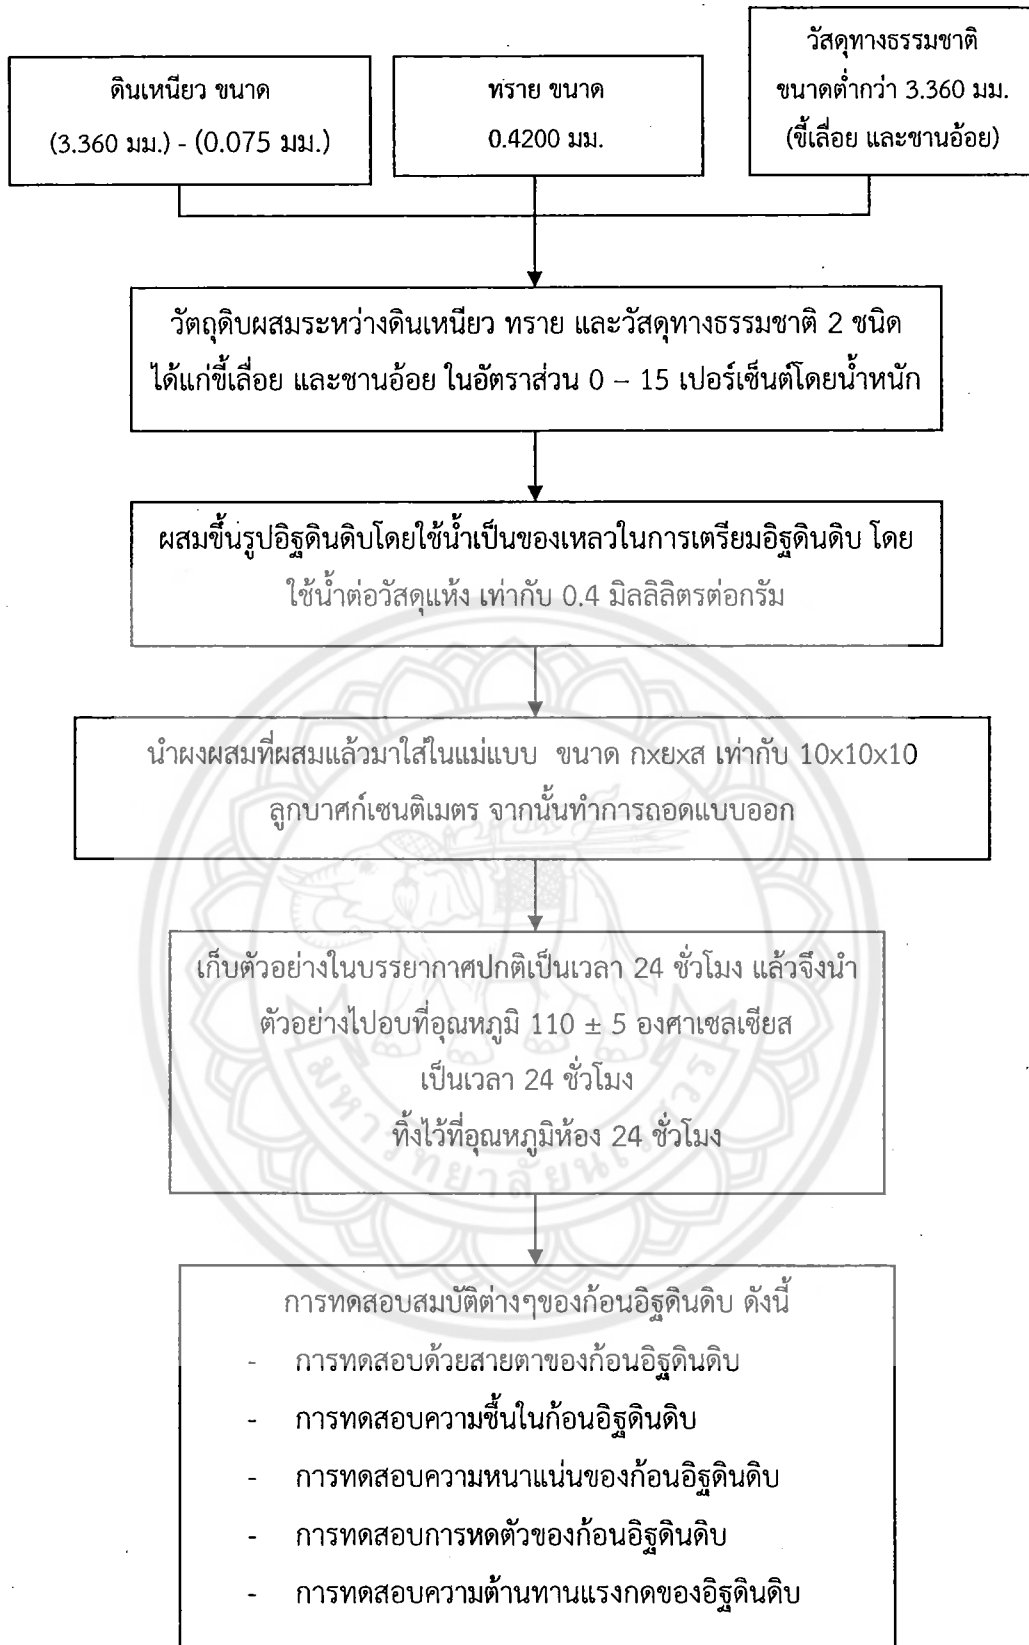 ดินเหนียว ขนาด
(3.360 มม.) - (0.075 มม.)
ทราย ขนาด
0.4200 มม.
วัสดุทางธรรมชาติ
ขนาดต่ำกว่า 3.360 มม.
(ขี้เลื่อย และชานอ้อย)
วัตถุดิบผสมระหว่างดินเหนียว ทราย และวัสดุทางธรรมชาติ 2 ชนิด
ได้แก่ขี้เลื่อย และชานอ้อย ในอัตราส่วน 0 – 15 เปอร์เซ็นต์โดยน้ำหนัก
ผสมขึ้นรูปอิฐดินดิบโดยใช้น้ำเป็นของเหลวในการเตรียมอิฐดินดิบ โดย
ใช้น้ำต่อวัสดุแห้ง เท่ากับ 0.4 มิลลิลิตรต่อกรัม
นำผงผสมที่ผสมแล้วมาใส่ในแม่แบบ ขนาด กxยxส เท่ากับ 10x10x10
ลูกบาศก์เซนติเมตร จากนั้นทำการถอดแบบออก
เก็บตัวอย่างในบรรยากาศปกติเป็นเวลา 24 ชั่วโมง แล้วจึงนำ
ตัวอย่างไปอบที่อุณหภูมิ 110 ± 5 องศาเซลเซียส
เป็นเวลา 24 ชั่วโมง
ทิ้งไว้ที่อุณหภูมิห้อง 24 ชั่วโมง
มหาวิทยาลัยนเรศวร
การทดสอบสมบัติต่างๆของก้อนอิฐดินดิบ ดังนี้
- การทดสอบด้วยสายตาของก้อนอิฐดินดิบ
- การทดสอบความชื้นในก้อนอิฐดินดิบ
- การทดสอบความหนาแน่นของก้อนอิฐดินดิบ
- การทดสอบการหดตัวของก้อนอิฐดินดิบ
- การทดสอบความต้านทานแรงกดของอิฐดินดิบ